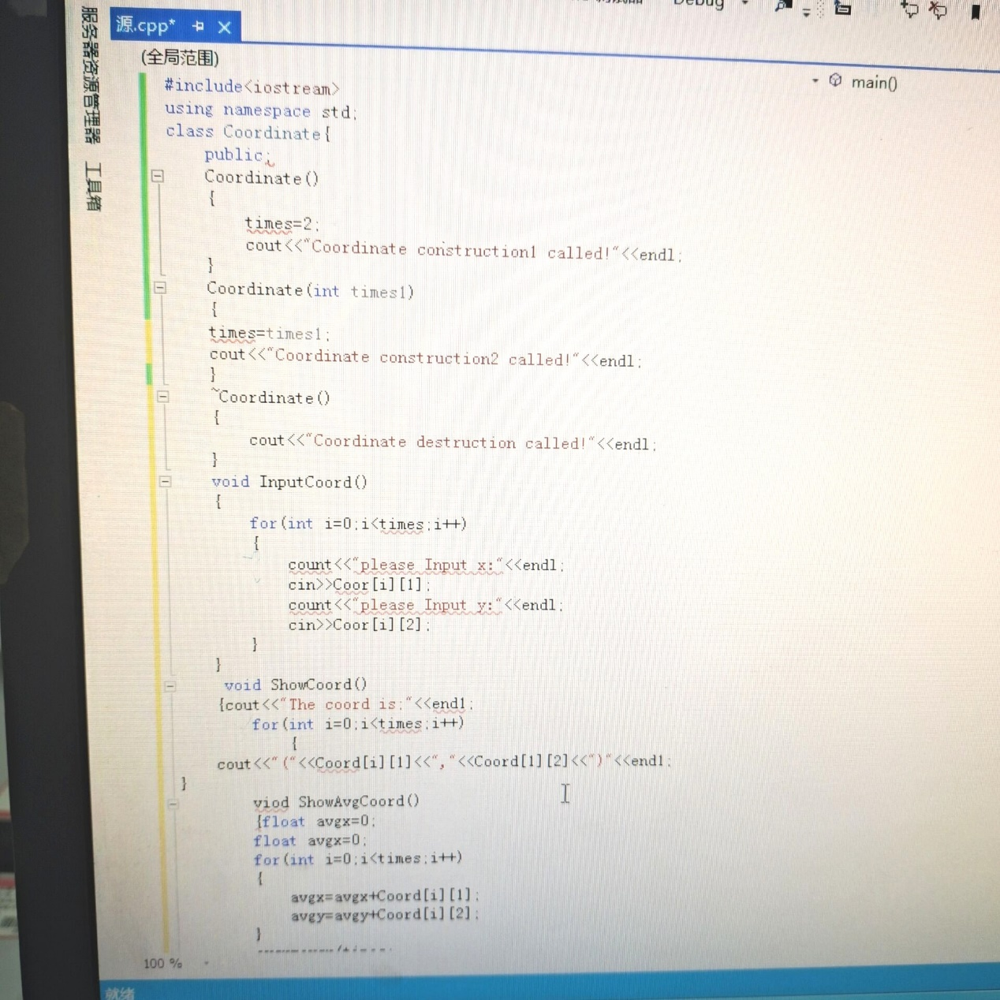 Debug
源.cpp*
服务器资源管理器 工具箱
(全局范围)
main()
#include<iostream>
using namespace std;
class Coordinate{
public;
Coordinate()
{
times=2;
cout<<"Coordinate construction1 called!"<<endl;
}
Coordinate(int times1)
{
times=times1;
cout<<"Coordinate construction2 called!"<<endl;
}
~Coordinate()
{
cout<<"Coordinate destruction called!"<<endl;
}
void InputCoord()
{
for(int i=0;i<times;i++)
{
count<<"please Input x:"<<endl;
cin>>Coor[i][1];
count<<"please Input y:"<<endl;
cin>>Coor[i][2];
}
}
void ShowCoord()
{cout<<"The coord is:"<<end1;
for(int i=0;i<times;i++)
{
cout<<"("<<Coord[i][1]<<","<<Coord[1][2]<<")"<<endl;
}
viod ShowAvgCoord()
{float avgx=0;
float avgx=0;
for(int i=0;i<times;i++)
{
avgx=avgx+Coord[i][1];
avgy=avgy+Coord[i][2];
}
100 %
就绪